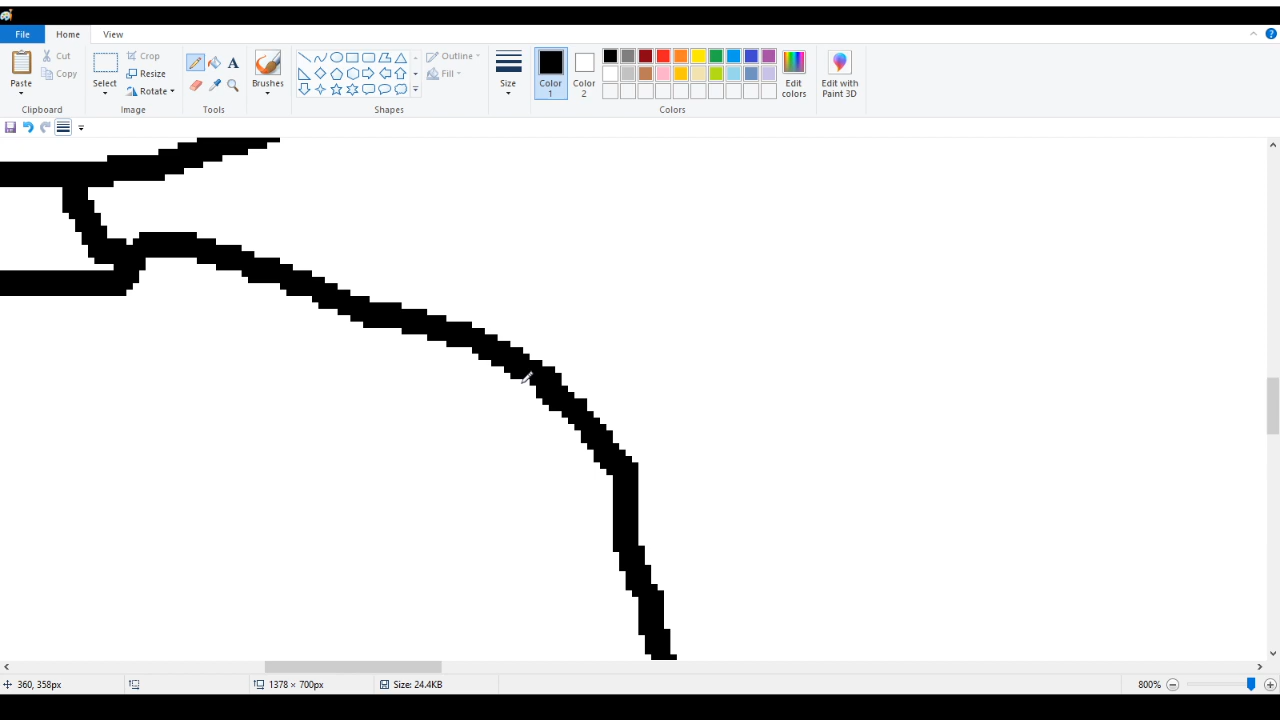 File Home View
Paste Cut Copy
Clipboard
Select Crop Resize Rotate
Image
A
Tools
Brushes
Outline
Fill
Shapes
Size
Color 1
Color 2
Edit colors
Colors
Edit with Paint 3D
360, 358px 1378 × 700px Size: 24.4KB 800%